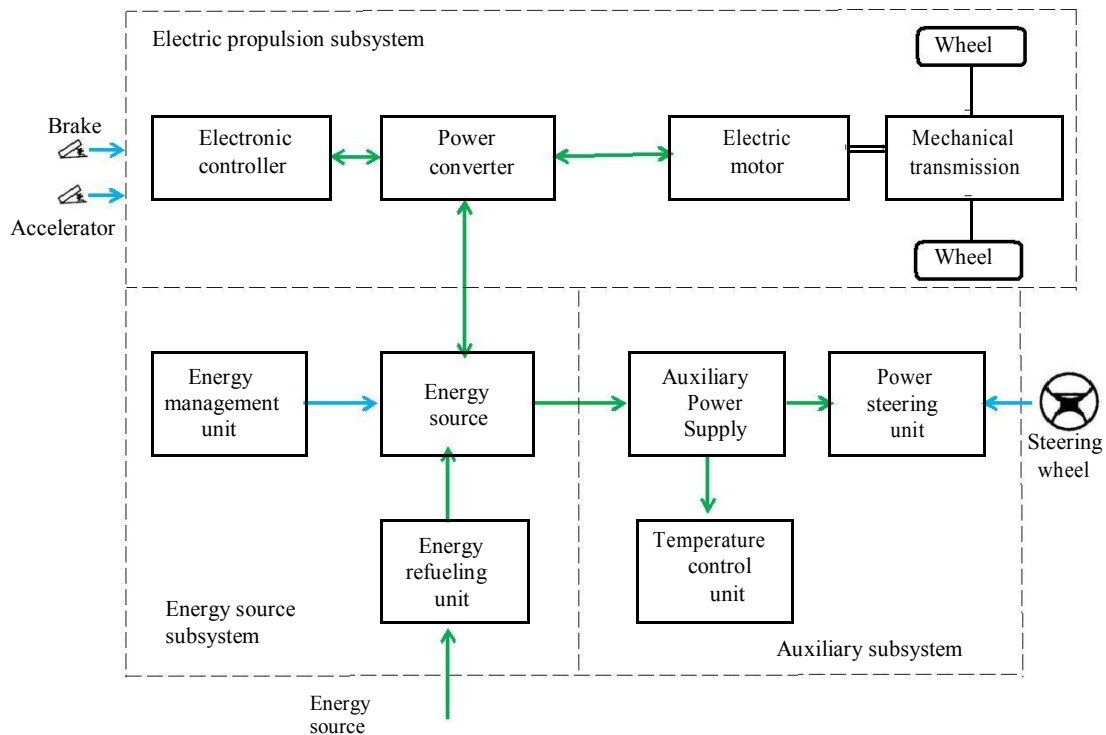 Electric propulsion subsystem
Wheel
Brake
Accelerator
Electronic
controller
Power
converter
Electric
motor
Mechanical
transmission
Wheel
Energy
management
unit
Energy
source
Auxiliary
Power
Supply
Power
steering
unit
Steering
wheel
Energy
refueling
unit
Temperature
control
unit
Energy source
subsystem
Auxiliary subsystem
Energy
source